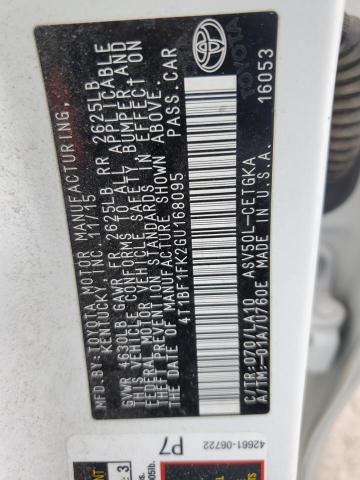 MFD. BY: TOYOTA MOTOR MANUFACTURING,
KENTUCKY, INC. 11/15
GVWR 4630LB GAWR FR 2625LB RR 2625LB
THIS VEHICLE CONFORMS TO ALL APPLICABLE
FEDERAL MOTOR VEHICLE SAFETY, BUMPER AND
THEFT PREVENTION STANDARDS IN EFFECT ON
THE DATE OF MANUFACTURE SHOWN ABOVE.
4T1BF1FK2GU168095 PASS.CAR
TOYOTA
C/TR:070/LA10 ASV50L-CETGKA
A/TM:-01A/U760E MADE IN U.S.A. 16053
42661-06722
P7
3